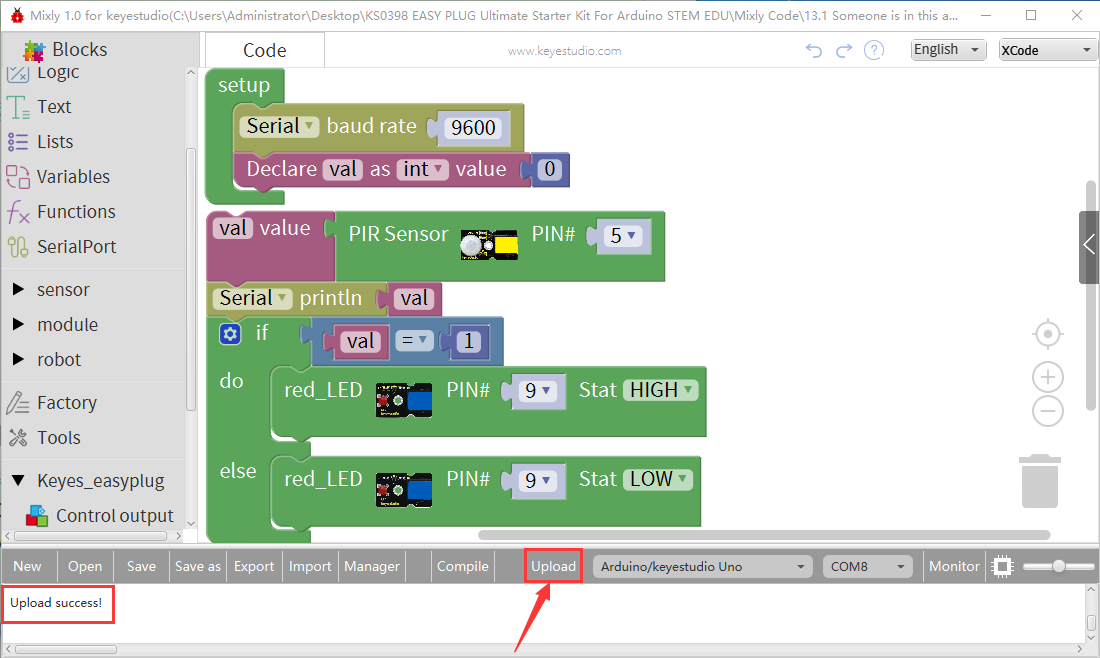 Mixly 1.0 for keyestudio(C:\Users\Administrator\Desktop\KS0398 EASY PLUG Ultimate Starter Kit For Arduino STEM EDU\Mixly Code\13.1 Someone is in this a...
Blocks
Code
www.keyestudio.com
English
XCode
Logic
Text
Lists
Variables
Functions
SerialPort
sensor
module
robot
Factory
Tools
Keyes_easyplug
Control output
setup
Serial baud rate 9600
Declare val as int value 0
val value PIR Sensor PIN# 5
Serial println val
if val = 1
do red_LED PIN# 9 Stat HIGH
else red_LED PIN# 9 Stat LOW
New Open Save Save as Export Import Manager Compile Upload Arduino/keyestudio Uno COM8 Monitor
Upload success!